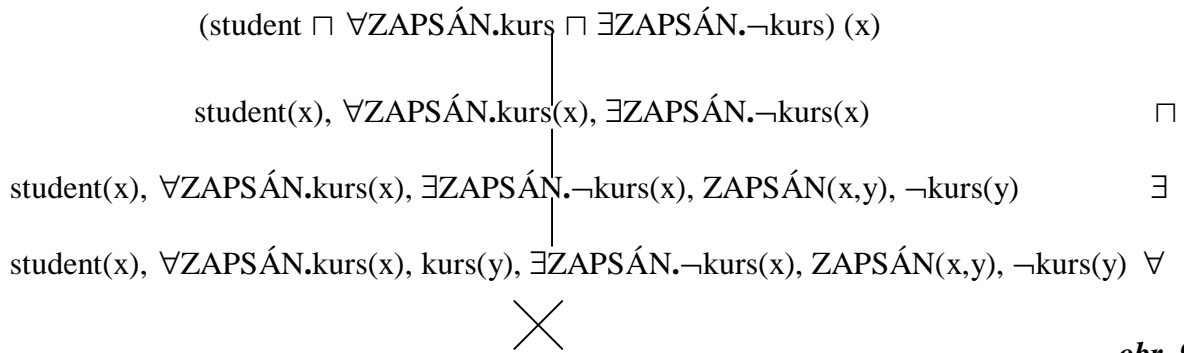 (student ⊓ ∀ZAPSÁN.kurs ⊓ ∃ZAPSÁN.¬kurs) (x)
student(x), ∀ZAPSÁN.kurs(x), ∃ZAPSÁN.¬kurs(x) ⊓
student(x), ∀ZAPSÁN.kurs(x), ∃ZAPSÁN.¬kurs(x), ZAPSÁN(x,y), ¬kurs(y) ∃
student(x), ∀ZAPSÁN.kurs(x), kurs(y), ∃ZAPSÁN.¬kurs(x), ZAPSÁN(x,y), ¬kurs(y) ∀